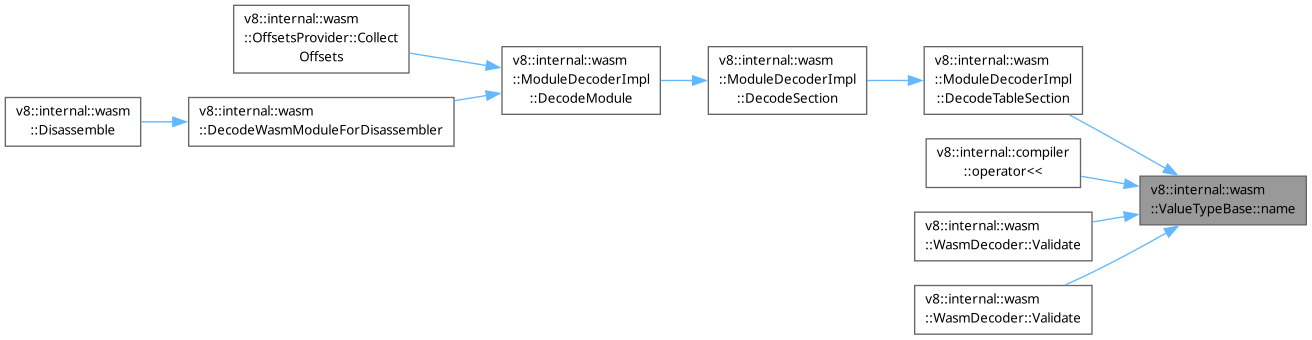 v8::internal::wasm
::OffsetsProvider::Collect
Offsets
v8::internal::wasm
::Disassemble
v8::internal::wasm
::DecodeWasmModuleForDisassembler
v8::internal::wasm
::ModuleDecoderImpl
::DecodeModule
v8::internal::wasm
::ModuleDecoderImpl
::DecodeSection
v8::internal::wasm
::ModuleDecoderImpl
::DecodeTableSection
v8::internal::compiler
::operator<<
v8::internal::wasm
::WasmDecoder::Validate
v8::internal::wasm
::WasmDecoder::Validate
v8::internal::wasm
::ValueTypeBase::name